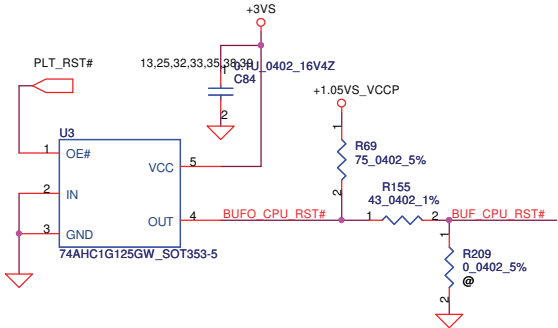 +3VS
PLT_RST#
13,25,32,33,35,38,39
1
0.1U_0402_16V4Z
C84
2
+1.05VS_VCCP
U3
1
OE#
VCC
5
2
IN
OUT
4
BUFO_CPU_RST#
3
GND
74AHC1G125GW_SOT353-5
1
R69
75_0402_5%
2
R155
43_0402_1%
1
2
BUF_CPU_RST#
1
R209
0_0402_5%
@
2